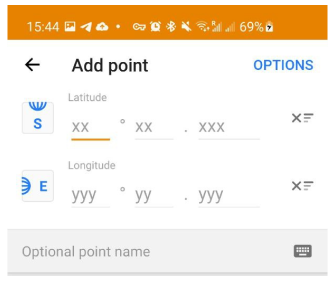 15:44 69%
Add point OPTIONS
Latitude
S xx ° xx . xxx
Longitude
E yyy ° yy . yyy
Optional point name